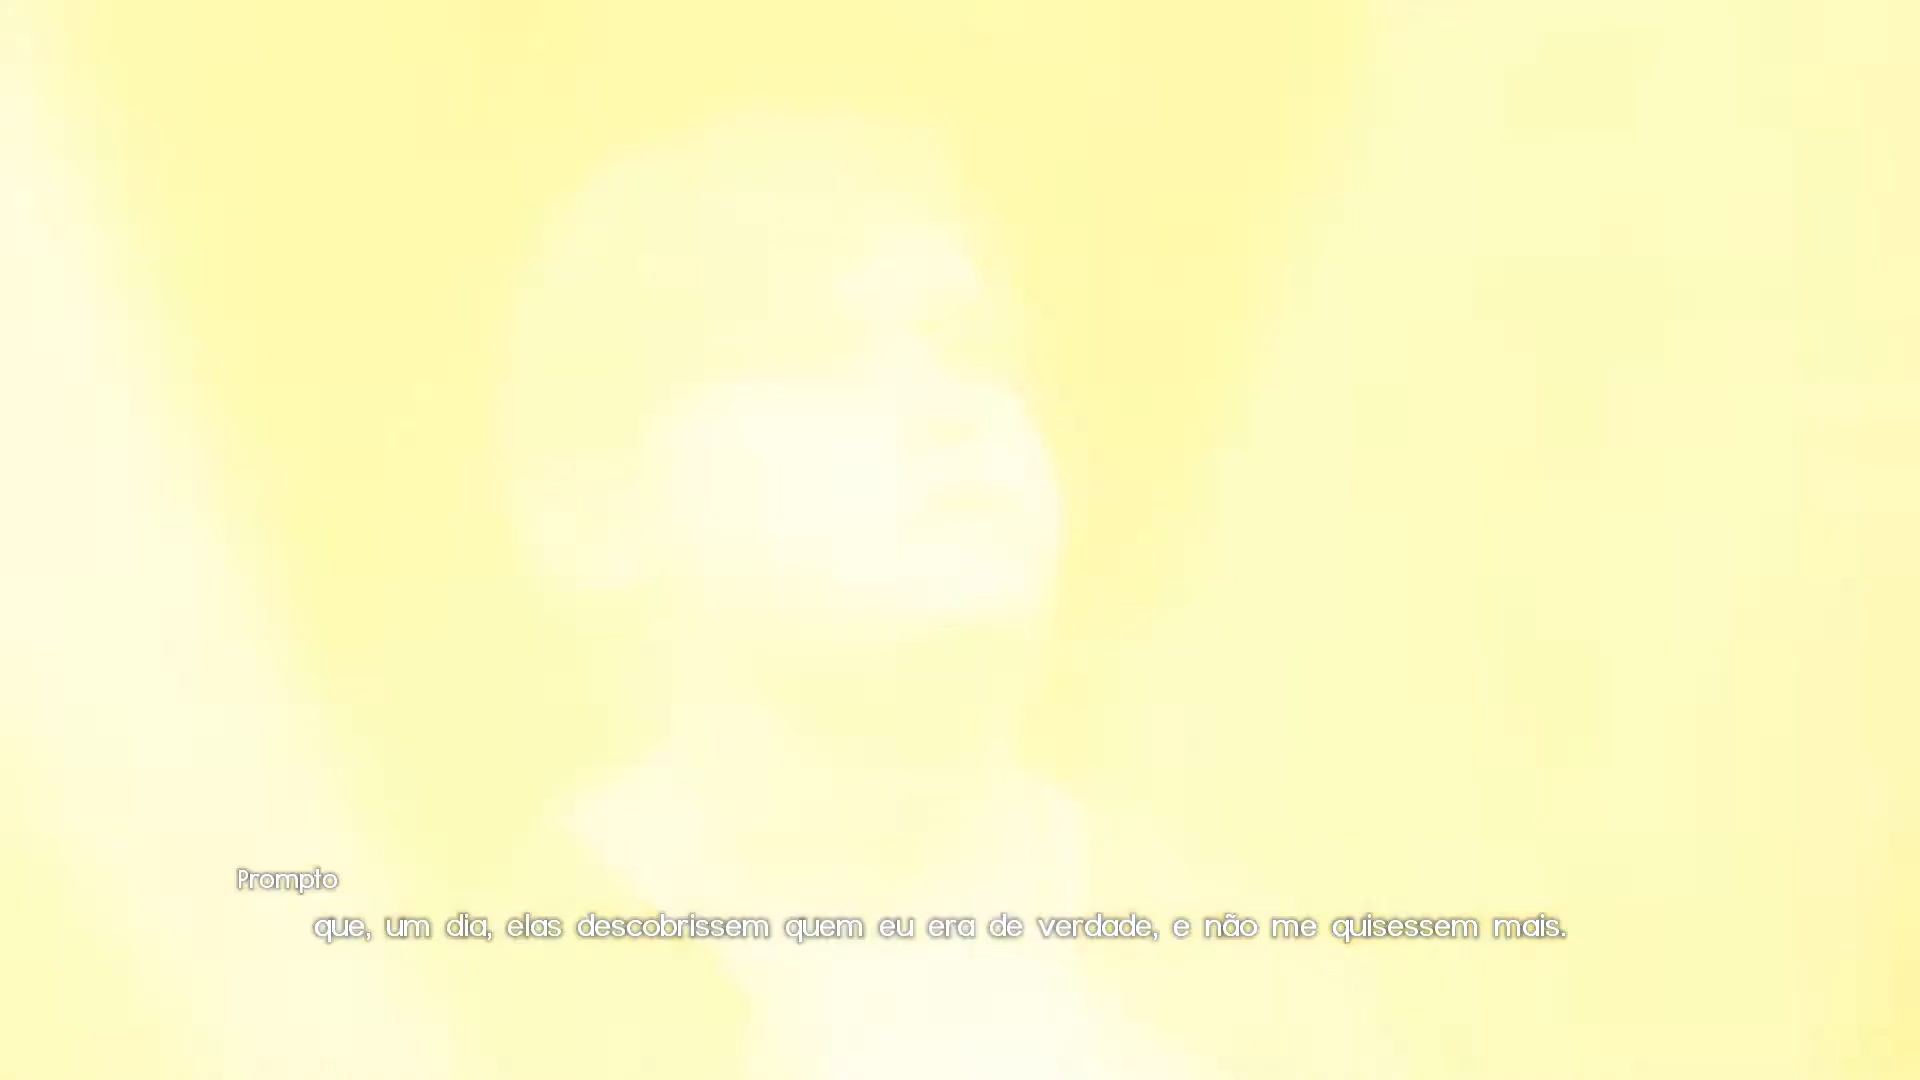 Prompto
que, um dia, elas descobrissem quem eu era de verdade, e não me quisessem mais.